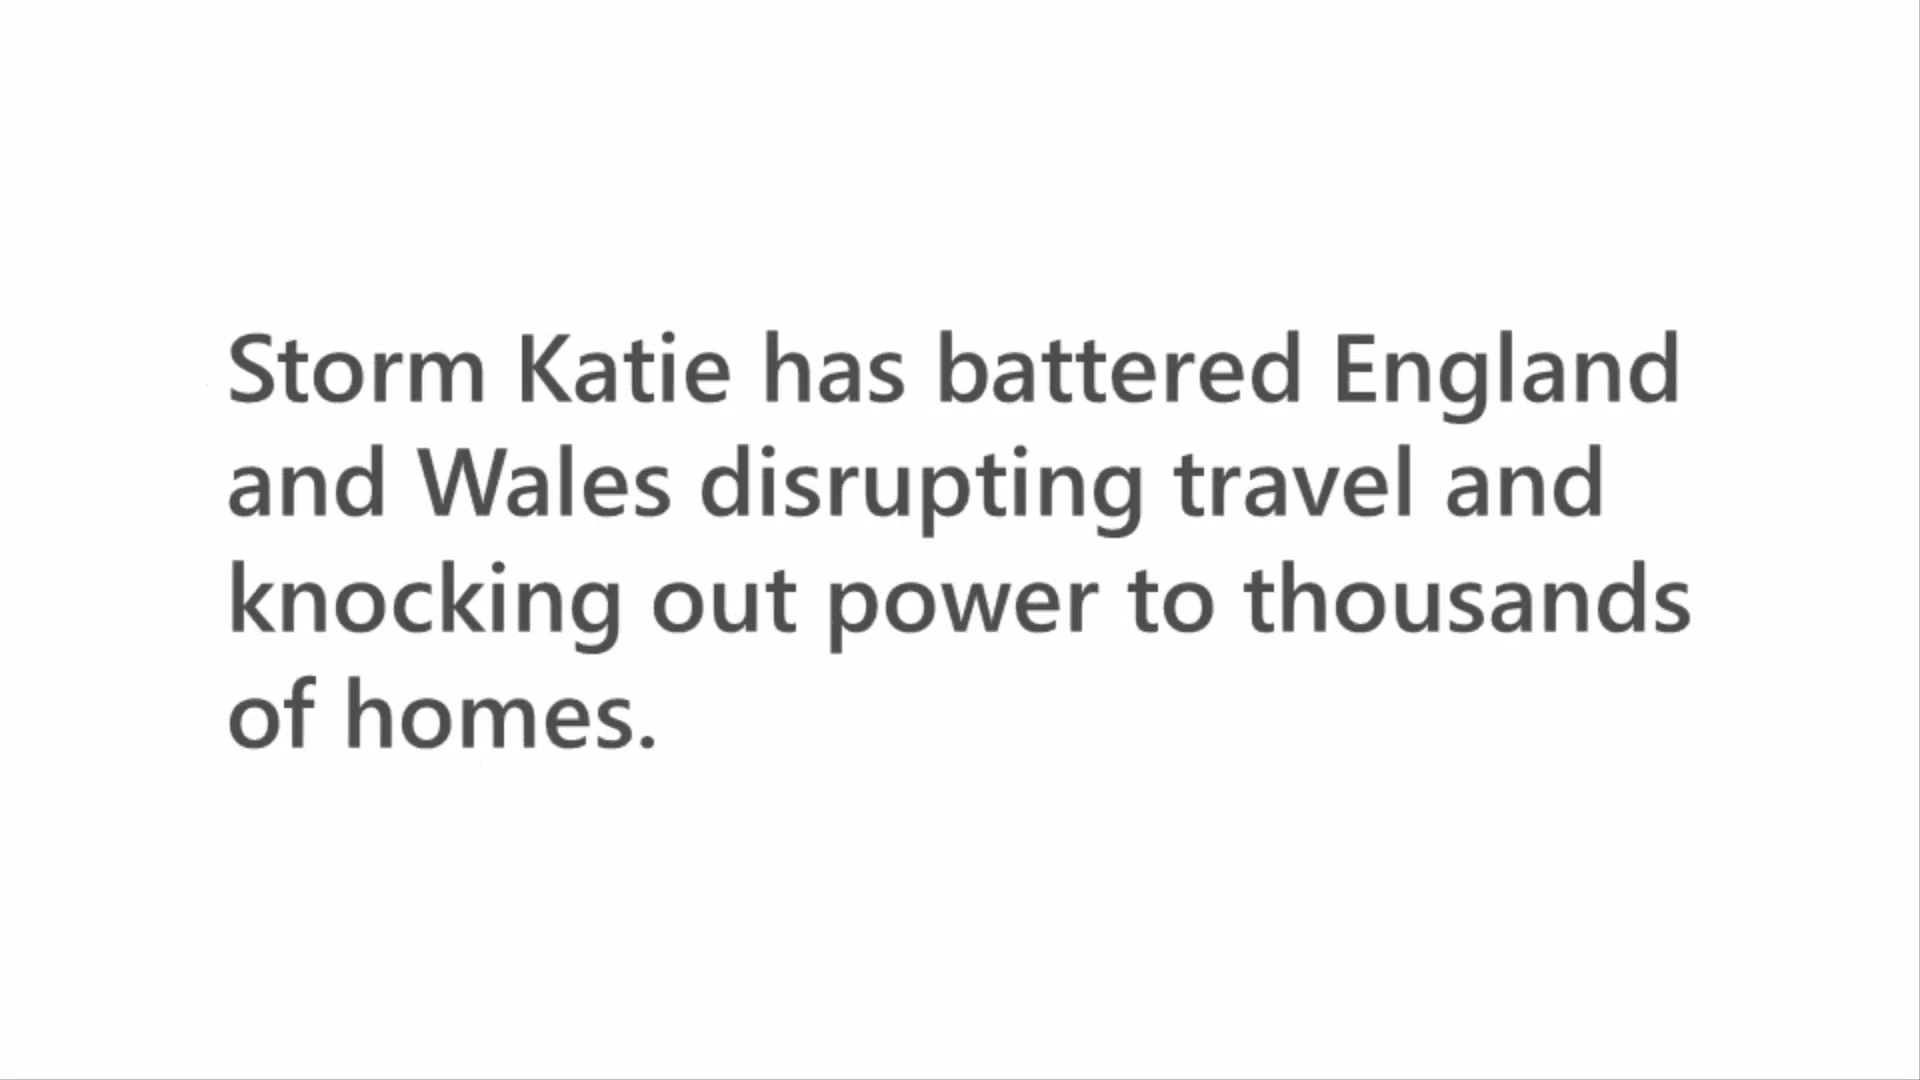 Storm Katie has battered England
and Wales disrupting travel and
knocking out power to thousands
of homes.